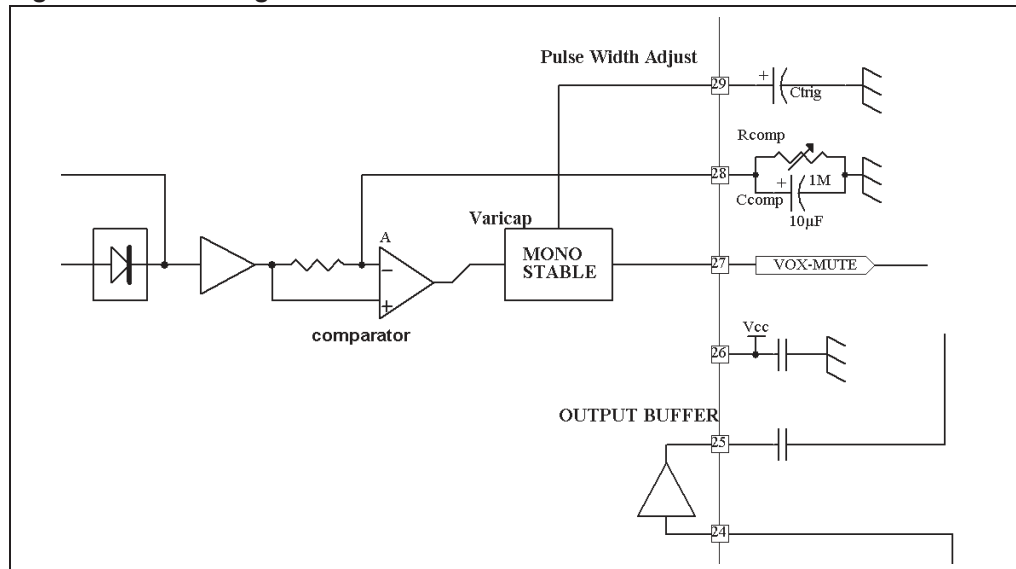 Pulse Width Adjust
29
+
Ctrig
Rcomp
28
+
1M
Ccomp
10µF
Varicap
A
MONO
STABLE
−
+
27
VOX-MUTE
comparator
Vcc
26
OUTPUT BUFFER
25
24